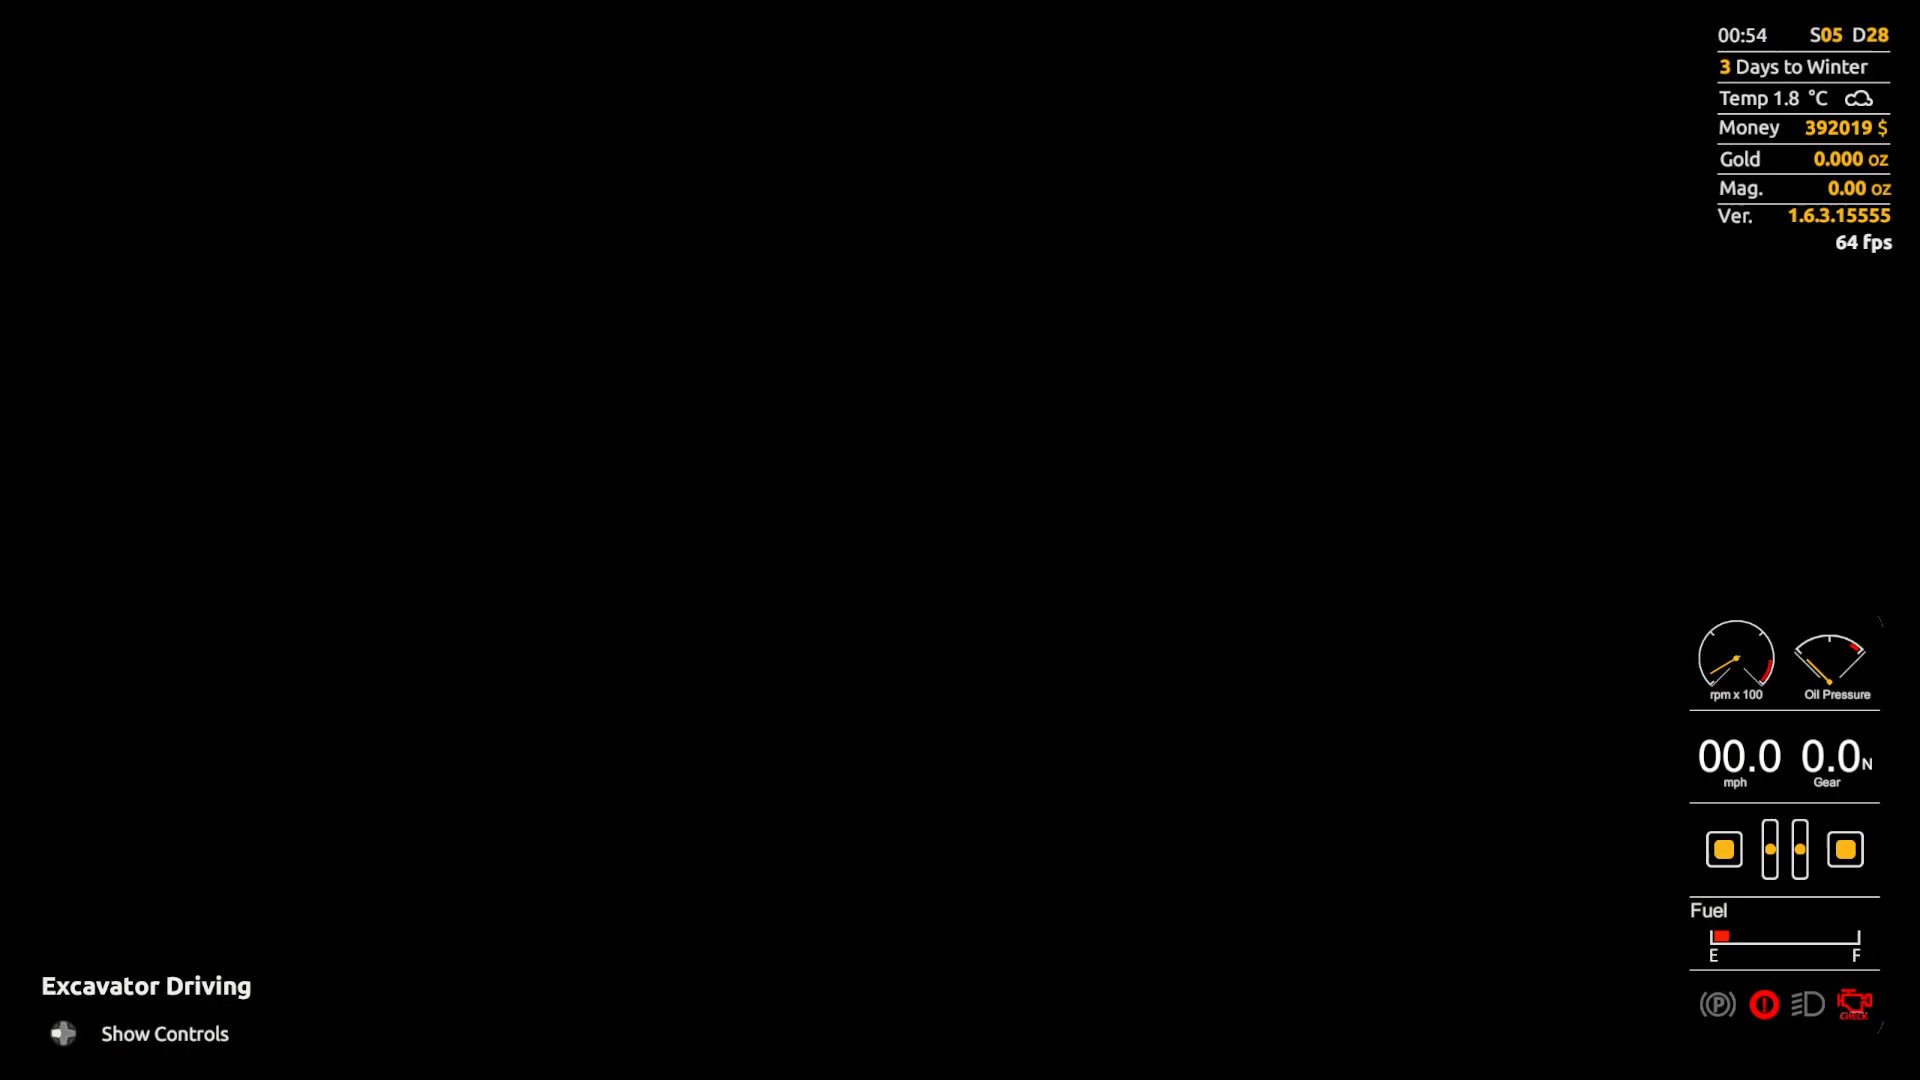 00:54 S05 D28
3 Days to Winter
Temp 1.8 °C
Money 392019 $
Gold 0.000 oz
Mag. 0.00 oz
Ver. 1.6.3.15555
64 fps
rpm x 100 Oil Pressure
00.0 0.0N
mph Gear
Fuel
E F
P ! CHECK
Excavator Driving
Show Controls